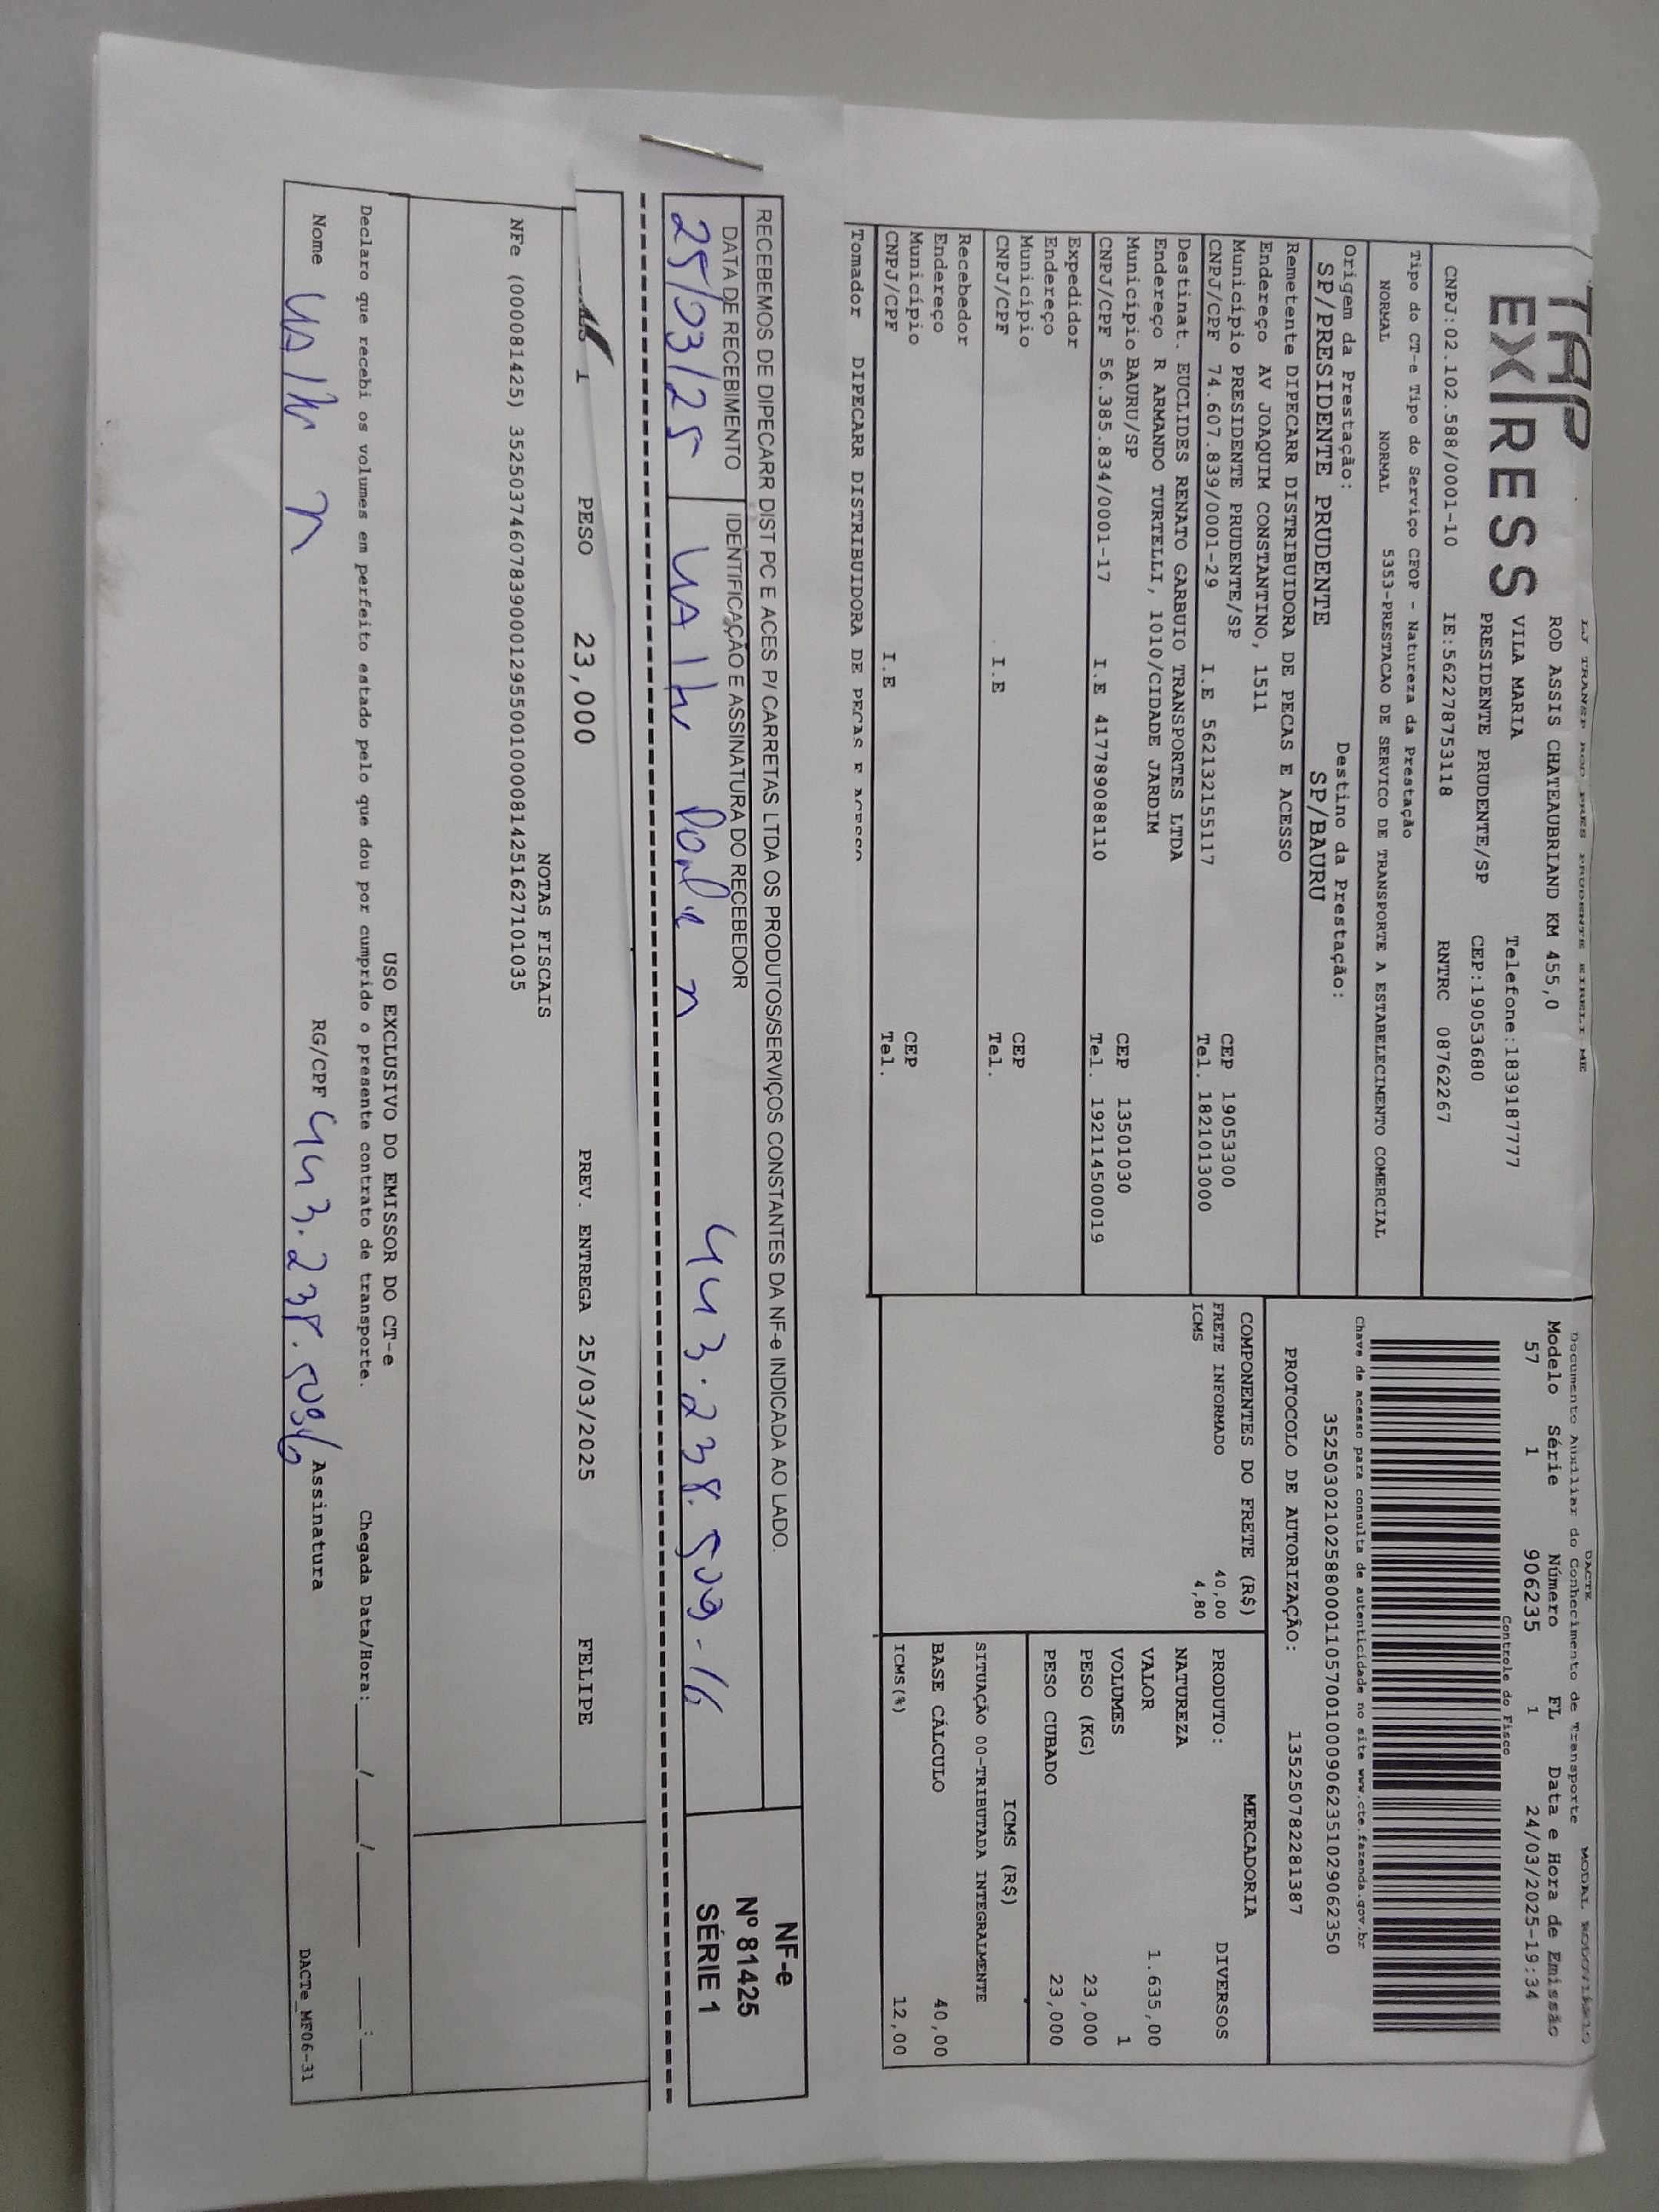 TAP
EXPRESS
LJ TRANSP ROD PRES PRUDENTE EIRELI ME
ROD ASSIS CHATEAUBRIAND KM 455,0
VILA MARIA Telefone:1839187777
PRESIDENTE PRUDENTE/SP CEP:19053680
CNPJ:02.102.588/0001-10 IE:562278753118 RNTRC 08762267
Tipo do CT-e Tipo do Serviço CFOP - Natureza da Prestação
NORMAL NORMAL 5353-PRESTACAO DE SERVICO DE TRANSPORTE A ESTABELECIMENTO COMERCIAL
Origem da Prestação: Destino da Prestação:
SP/PRESIDENTE PRUDENTE SP/BAURU
Remetente DIPECARR DISTRIBUIDORA DE PECAS E ACESSO
Endereço AV JOAQUIM CONSTANTINO, 1511
Município PRESIDENTE PRUDENTE/SP CEP 19053300
CNPJ/CPF 74.607.839/0001-29 I.E 562132155117 Tel. 1821013000
Destinat. EUCLIDES RENATO GARBUIO TRANSPORTES LTDA
Endereço R ARMANDO TURTELLI, 1010/CIDADE JARDIM
Município BAURU/SP CEP 13501030
CNPJ/CPF 56.385.834/0001-17 I.E 417789088110 Tel. 192114500019
Expedidor
Endereço
Município CEP
CNPJ/CPF I.E Tel.
Recebedor
Endereço
Município CEP
CNPJ/CPF I.E Tel.
Tomador DIPECARR DISTRIBUIDORA DE PECAS E ACESSO
DACTE MODAL RODOVIÁRIO
Documento Auxiliar do Conhecimento de Transporte
Modelo Série Número FL Data e Hora de Emissão
57 1 906235 1 24/03/2025-19:34
Controle do Fisco
Chave de acesso para consulta de autenticidade no site www.cte.fazenda.gov.br
35250302102588000110570010009062351029062350
PROTOCOLO DE AUTORIZAÇÃO: 135250782281387
COMPONENTES DO FRETE (R$)
FRETE INFORMADO 40,00
ICMS 4,80
MERCADORIA
PRODUTO: DIVERSOS
NATUREZA
VALOR 1.635,00
VOLUMES 1
PESO (KG) 23,000
PESO CUBADO 23,000
ICMS (R$)
SITUAÇÃO 00-TRIBUTADA INTEGRALMENTE
BASE CÁLCULO 40,00
ICMS(%) 12,00
RECEBEMOS DE DIPECARR DIST PC E ACES P/ CARRETAS LTDA OS PRODUTOS/SERVIÇOS CONSTANTES DA NF-e INDICADA AO LADO.
DATA DE RECEBIMENTO IDENTIFICAÇÃO E ASSINATURA DO RECEBEDOR
25/03/25 443.238.509-16
NF-e
Nº 81425
SÉRIE 1
1 PESO 23,000 PREV. ENTREGA 25/03/2025 FELIPE
NOTAS FISCAIS
NFe (000081425) 35250374607839000129550010000814251627101035
USO EXCLUSIVO DO EMISSOR DO CT-e
Declaro que recebi os volumes em perfeito estado pelo que dou por cumprido o presente contrato de transporte. Chegada Data/Hora:____/____/____ ___:___
Nome RG/CPF 443.238.509/16 Assinatura DACTe_MF06-31